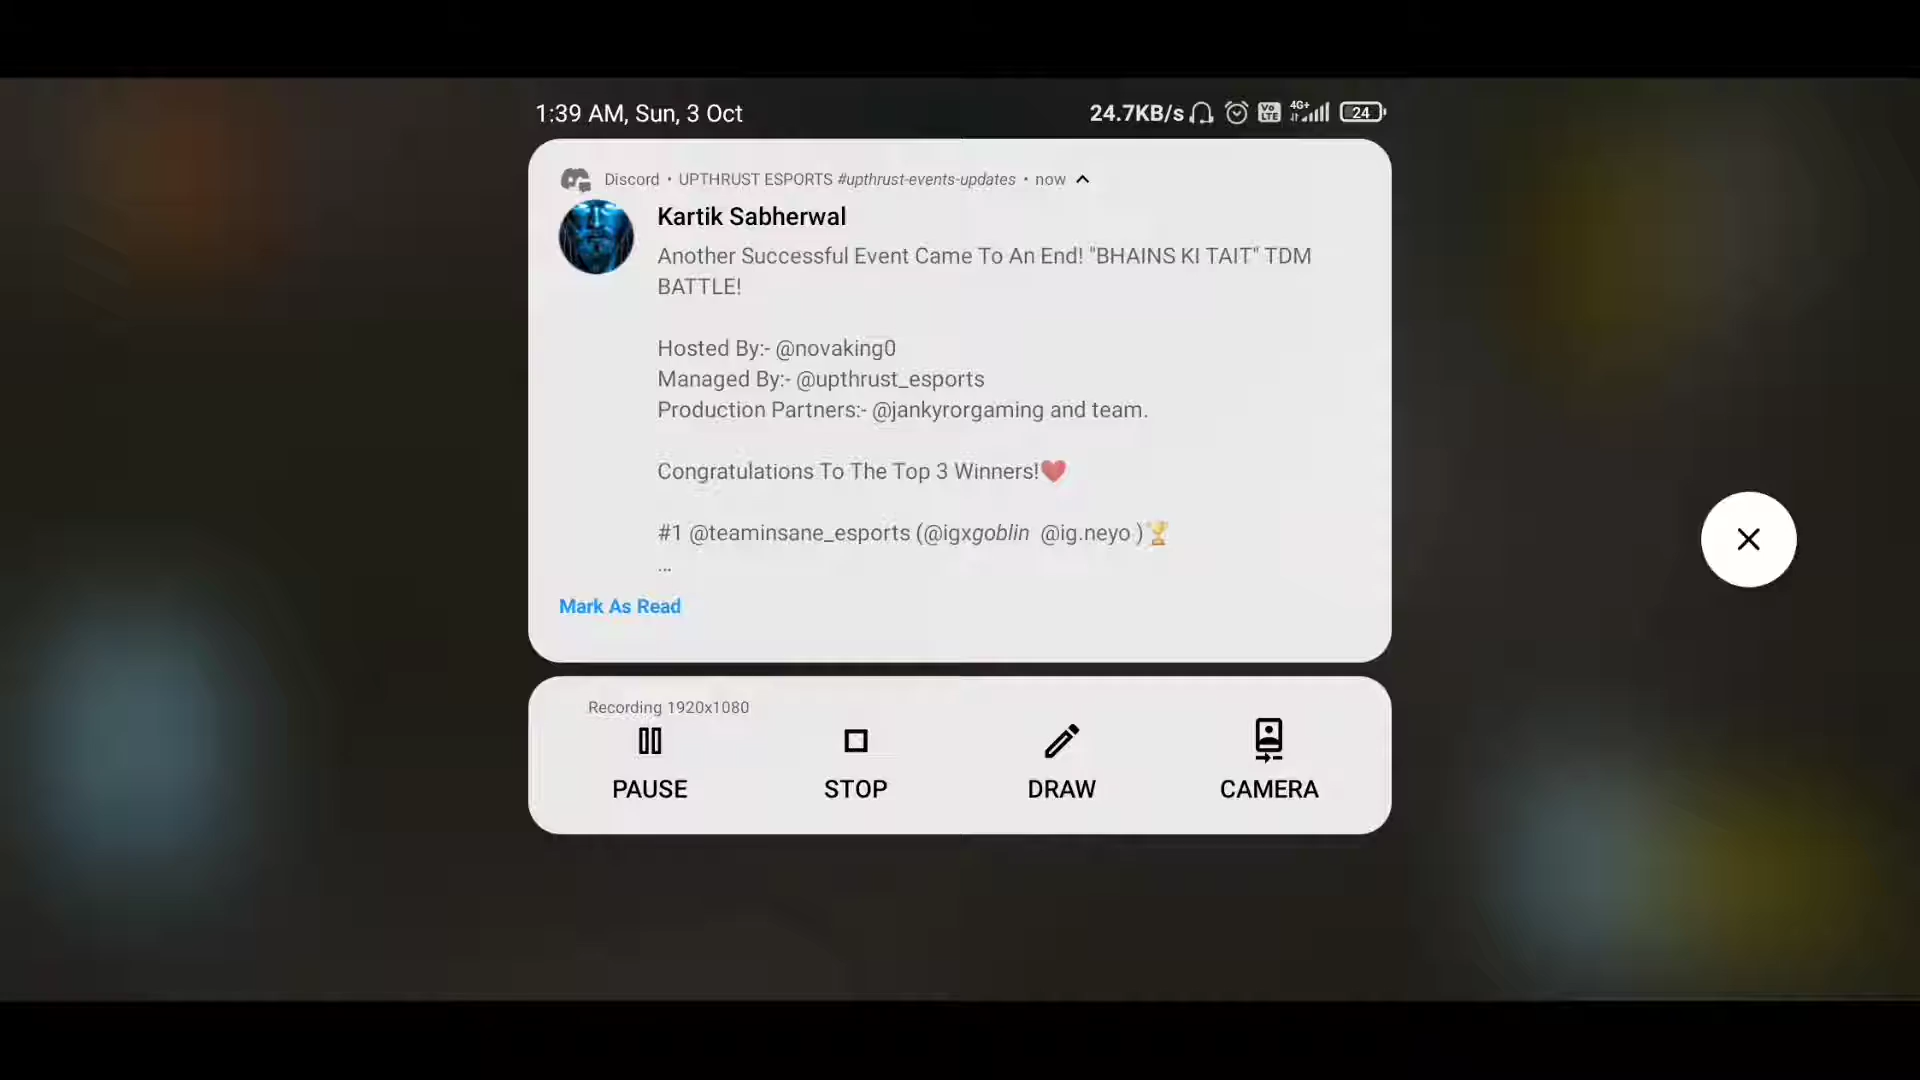 1:39 AM, Sun, 3 Oct
24.7KB/s Vo LTE 4G+ 24
Discord • UPTHRUST ESPORTS #upthrust-events-updates • now
Kartik Sabherwal
Another Successful Event Came To An End! "BHAINS KI TAIT" TDM
BATTLE!
Hosted By:- @novaking0
Managed By:- @upthrust_esports
Production Partners:- @jankyrorgaming and team.
Congratulations To The Top 3 Winners!❤️
#1 @teaminsane_esports (@igxgoblin @ig.neyo )🏆
...
Mark As Read
Recording 1920x1080
PAUSE
STOP
DRAW
CAMERA